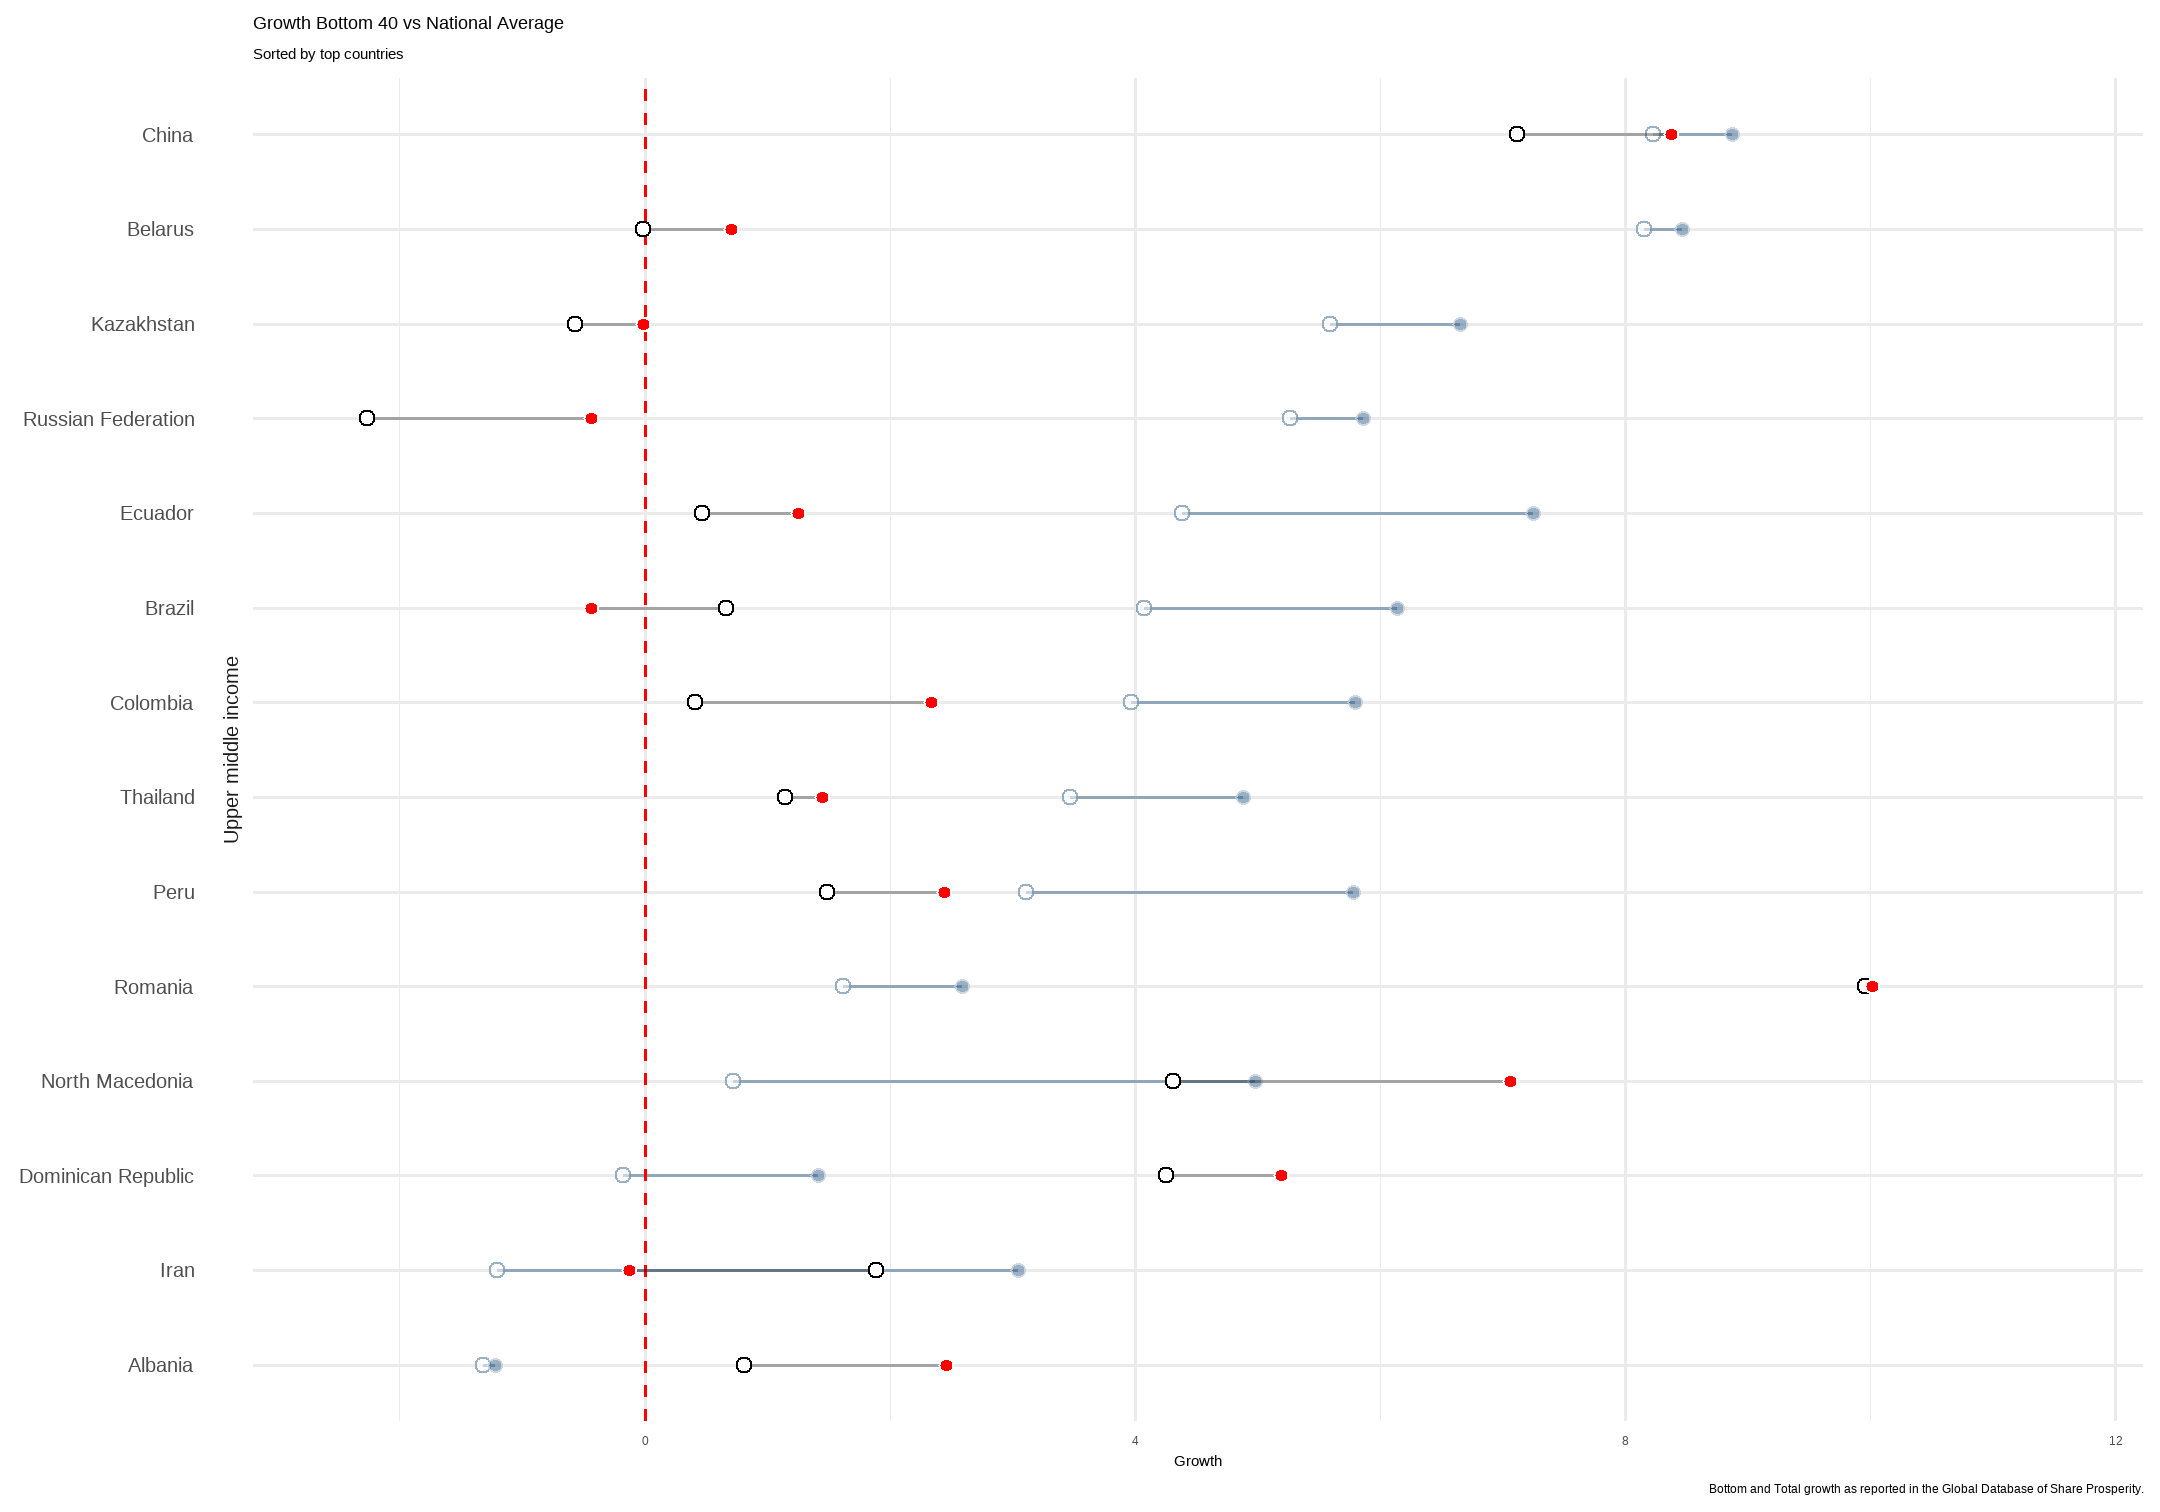 Growth Bottom 40 vs National Average
Sorted by top countries
China
Belarus
Kazakhstan
Russian Federation
Ecuador
Brazil
Colombia
Thailand
Peru
Romania
North Macedonia
Dominican Republic
Iran
Albania
Upper middle income
0
4
8
12
Growth
Bottom and Total growth as reported in the Global Database of Share Prosperity.